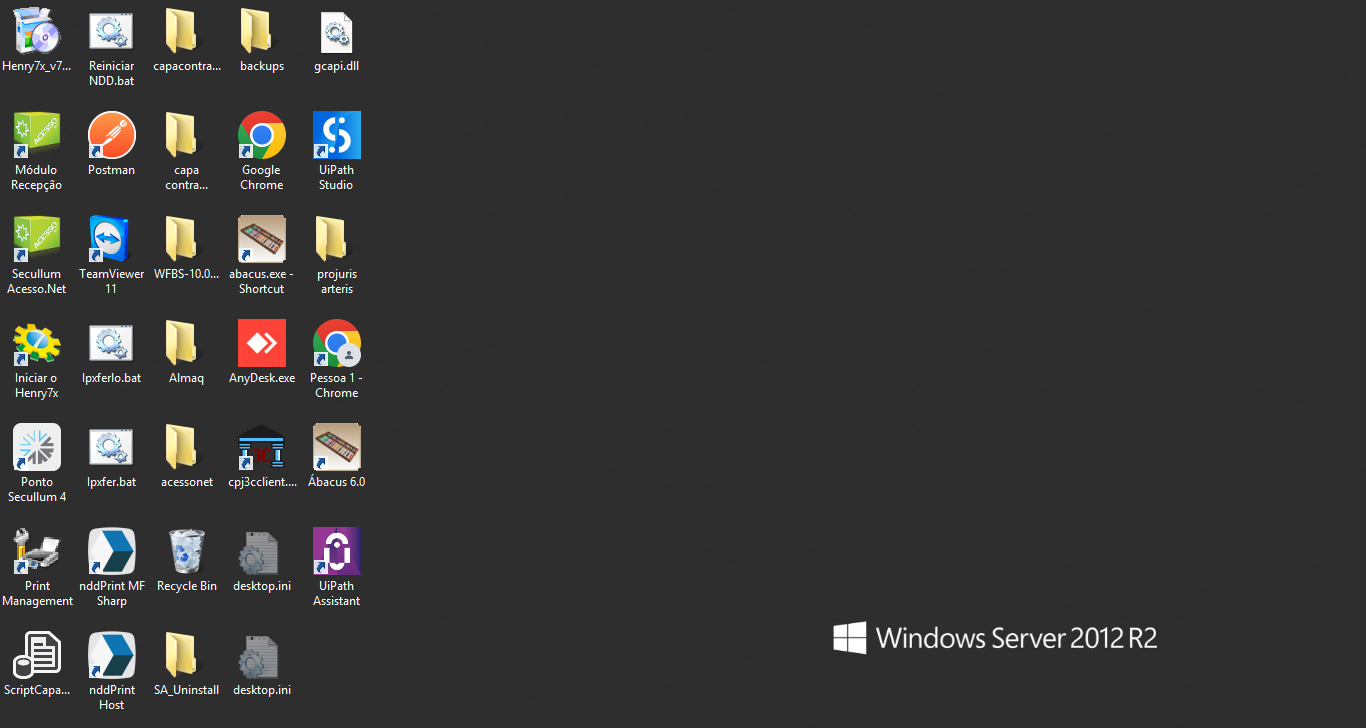 Henry7x_v7...
Reiniciar
NDD.bat
capacontra...
backups
gcapi.dll
ACESSO
Módulo
Recepção
Postman
capa
contra...
Google
Chrome
UiPath
Studio
ACESSO
Secullum
Acesso.Net
TeamViewer
11
WFBS-10.0...
abacus.exe -
Shortcut
projuris
arteris
Iniciar o
Henry7x
lpxferlo.bat
Almaq
AnyDesk.exe
Pessoa 1 -
Chrome
Ponto
Secullum 4
lpxfer.bat
acessonet
cpj3cclient....
Ábacus 6.0
Print
Management
nddPrint MF
Sharp
Recycle Bin
desktop.ini
UiPath
Assistant
ScriptCapa...
nddPrint
Host
SA_Uninstall
desktop.ini
Windows Server 2012 R2